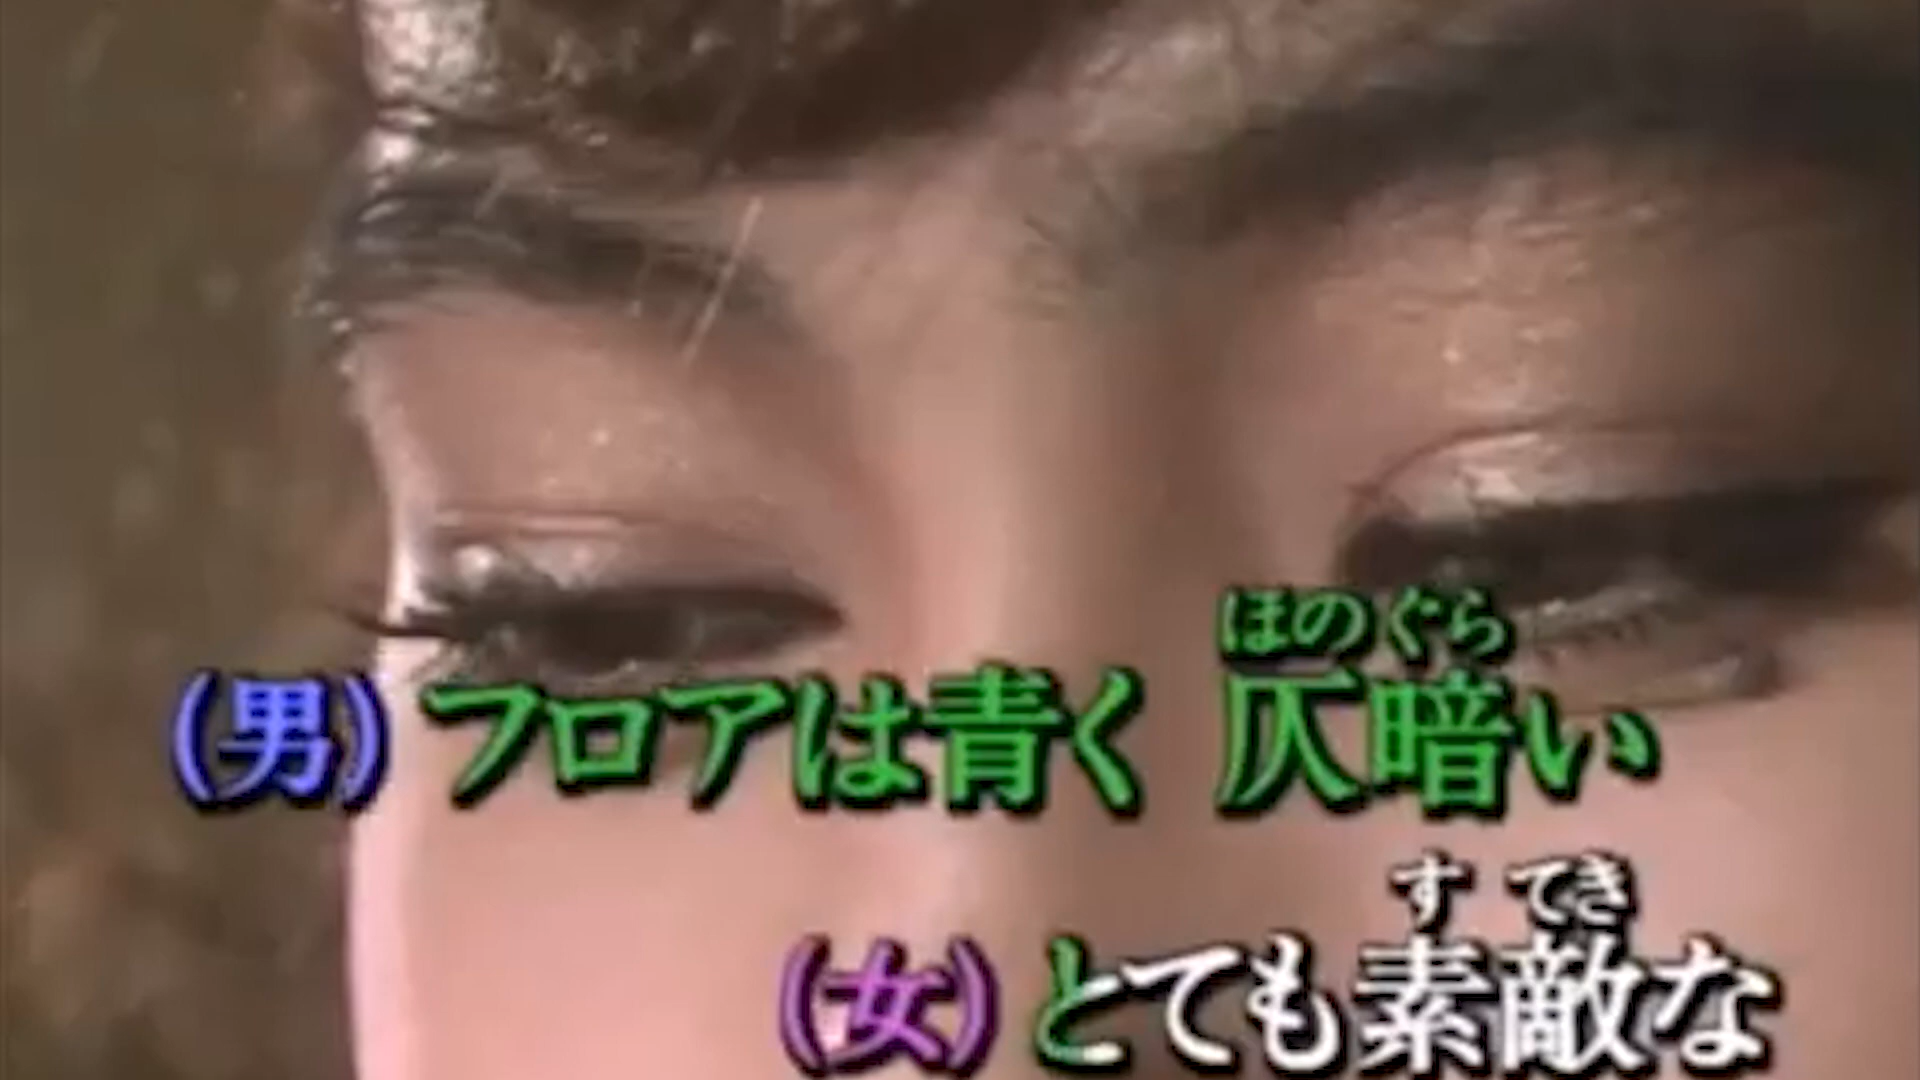 ほのぐら
(男)フロアは青く 仄暗い
すてき
(女)とても素敵な